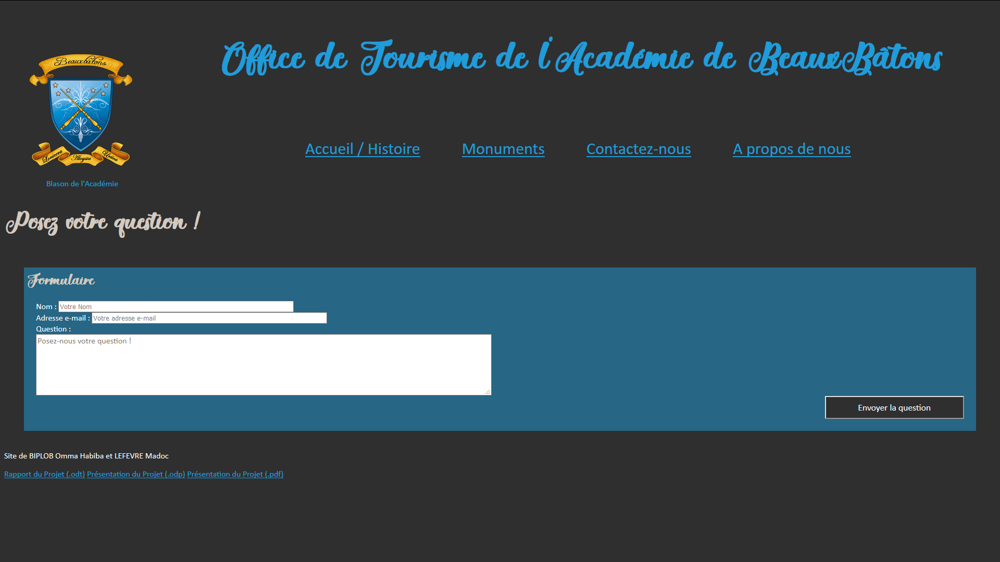 Office de Tourisme de l'Académie de BeauxBâtons
Beauxbâtons
Lonicera Aloysia Urtica
Accueil / Histoire Monuments Contactez-nous A propos de nous
Blason de l'Académie
Posez votre question !
Formulaire
Nom : Votre Nom
Adresse e-mail : Votre adresse e-mail
Question :
Posez-nous votre question !
Envoyer la question
Site de BIPLOB Omma Habiba et LEFEVRE Madoc
Rapport du Projet (.odt) Présentation du Projet (.odp) Présentation du Projet (.pdf)